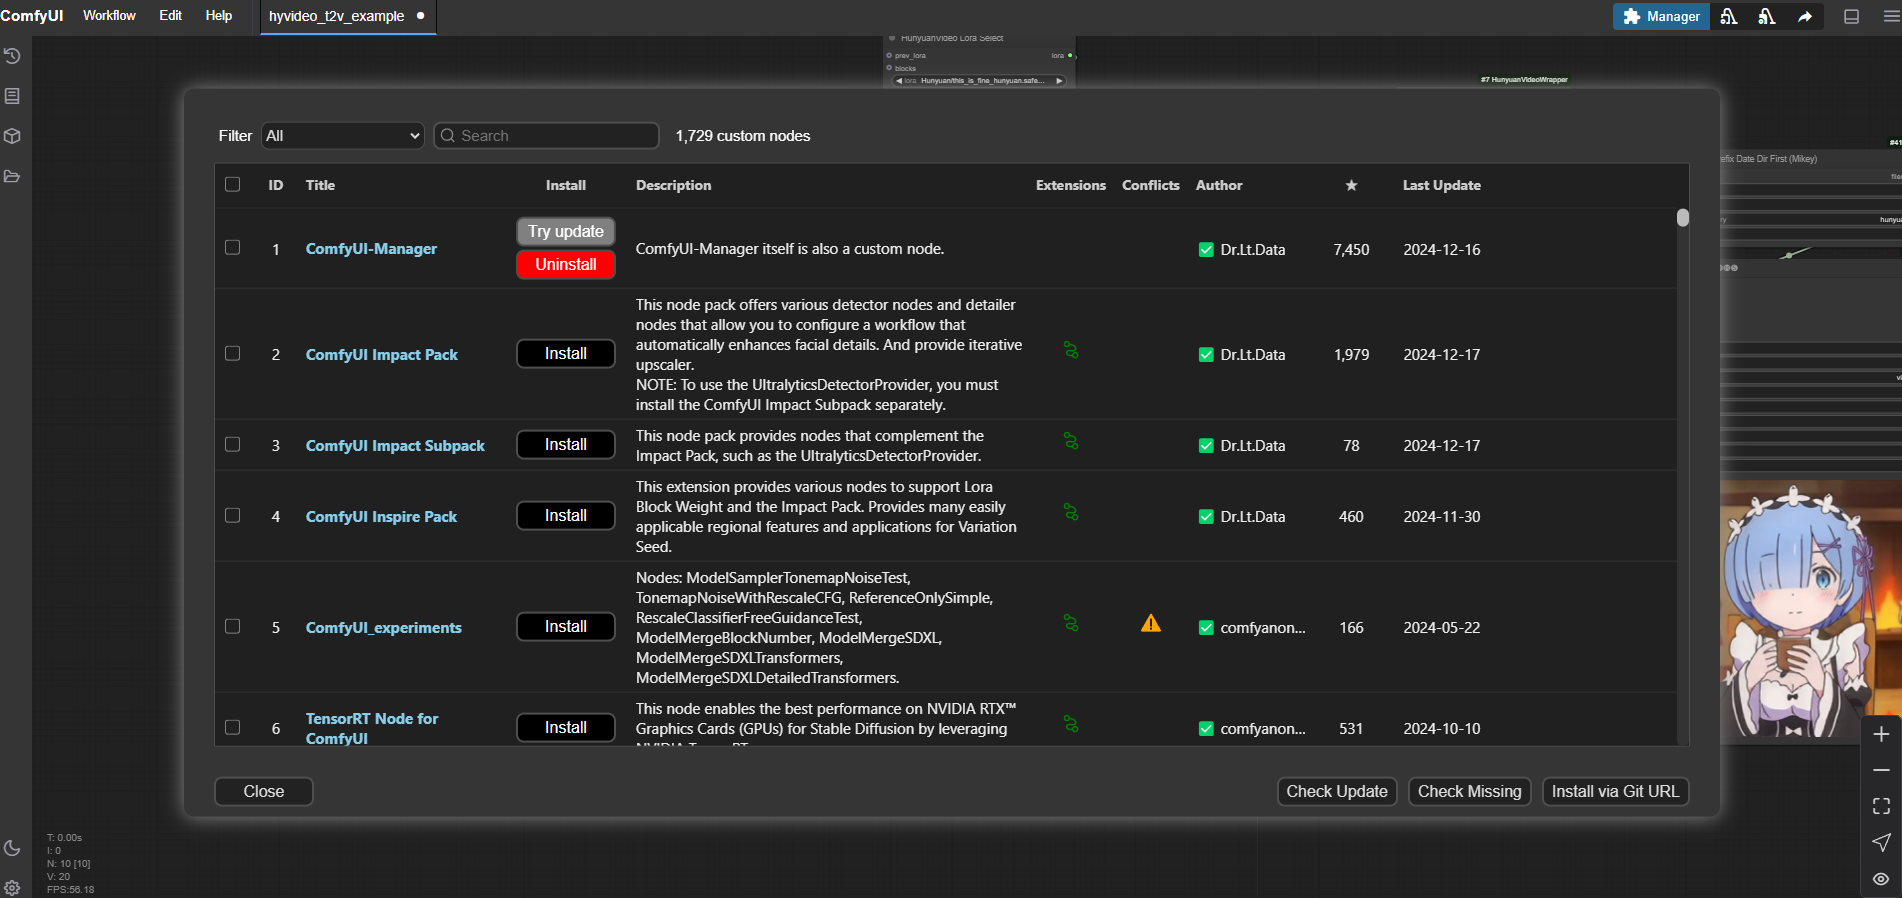 ComfyUI Workflow Edit Help hyvideo_t2v_example Manager
HunyuanVideo Lora Select
prev_lora lora
blocks
lora Hunyuan/this_is_fine_hunyuan.safe...
#7 HunyuanVideoWrapper
#41
efix Date Dir First (Mikey)
Filter All Search 1,729 custom nodes
ID Title Install Description Extensions Conflicts Author ★ Last Update
1 ComfyUI-Manager
Try update
Uninstall
ComfyUI-Manager itself is also a custom node.
Dr.Lt.Data 7,450 2024-12-16
2 ComfyUI Impact Pack
Install
This node pack offers various detector nodes and detailer
nodes that allow you to configure a workflow that
automatically enhances facial details. And provide iterative
upscaler.
NOTE: To use the UltralyticsDetectorProvider, you must
install the ComfyUI Impact Subpack separately.
Dr.Lt.Data 1,979 2024-12-17
3 ComfyUI Impact Subpack
Install
This node pack provides nodes that complement the
Impact Pack, such as the UltralyticsDetectorProvider.
Dr.Lt.Data 78 2024-12-17
4 ComfyUI Inspire Pack
Install
This extension provides various nodes to support Lora
Block Weight and the Impact Pack. Provides many easily
applicable regional features and applications for Variation
Seed.
Dr.Lt.Data 460 2024-11-30
5 ComfyUI_experiments
Install
Nodes: ModelSamplerTonemapNoiseTest,
TonemapNoiseWithRescaleCFG, ReferenceOnlySimple,
RescaleClassifierFreeGuidanceTest,
ModelMergeBlockNumber, ModelMergeSDXL,
ModelMergeSDXLTransformers,
ModelMergeSDXLDetailedTransformers.
comfyanon... 166 2024-05-22
6 TensorRT Node for
ComfyUI
Install
This node enables the best performance on NVIDIA RTX™
Graphics Cards (GPUs) for Stable Diffusion by leveraging
NVIDIA TensorRT.
comfyanon... 531 2024-10-10
Close Check Update Check Missing Install via Git URL
T: 0.00s
I: 0
N: 10 [10]
V: 20
FPS:56.18